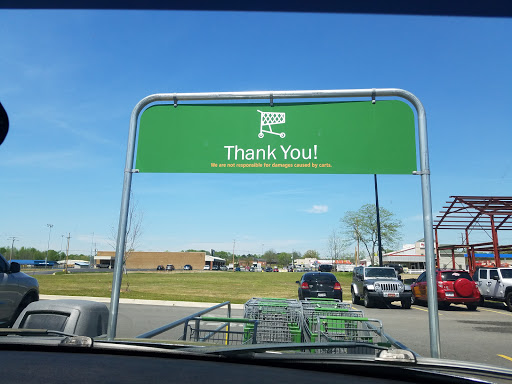 Thank You!
We are not responsible for damages caused by carts.